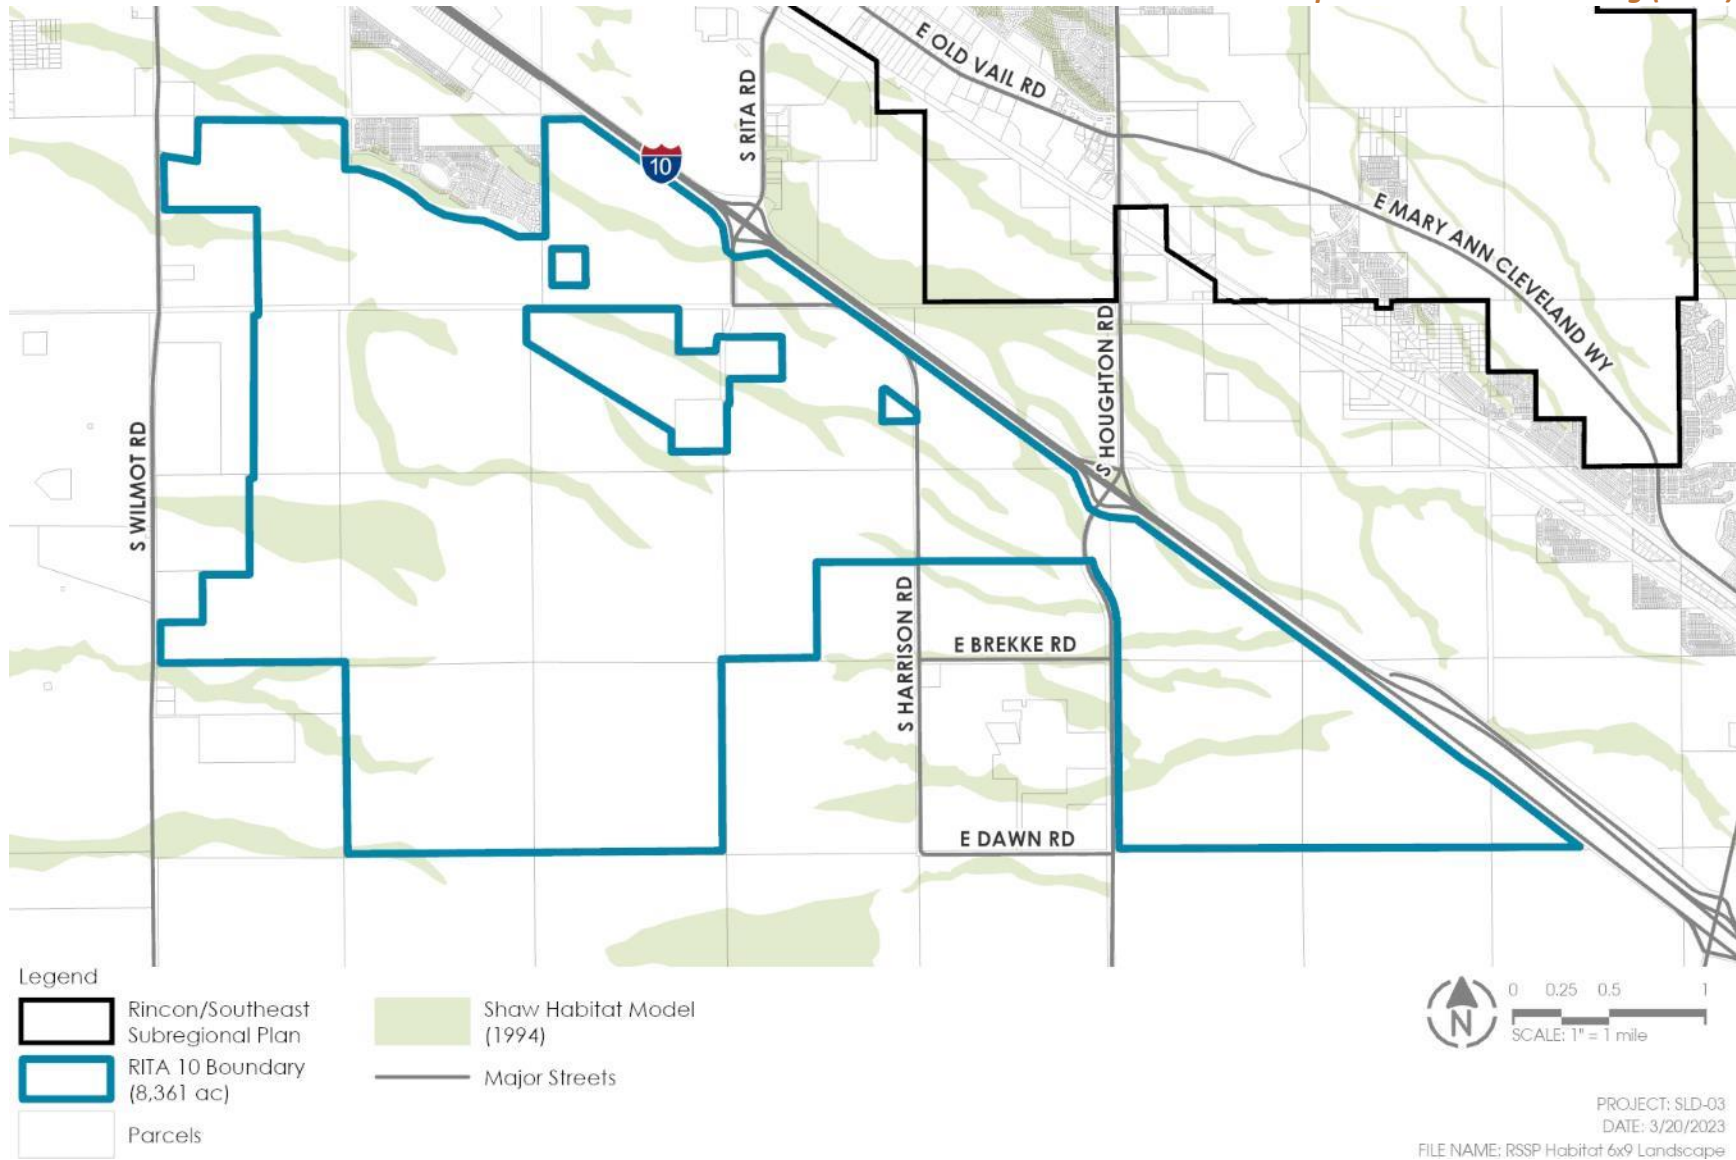 E OLD VAIL RD
S RITA RD
10
E MARY ANN CLEVELAND WY
S HOUGHTON RD
S WILMOT RD
S HARRISON RD
E BREKKE RD
E DAWN RD
Legend
Rincon/Southeast
Subregional Plan
RITA 10 Boundary
(8,361 ac)
Parcels
Shaw Habitat Model
(1994)
Major Streets
N
0 0.25 0.5 1
SCALE: 1" = 1 mile
PROJECT: SLD-03
DATE: 3/20/2023
FILE NAME: RSSP Habitat 6x9 Landscape